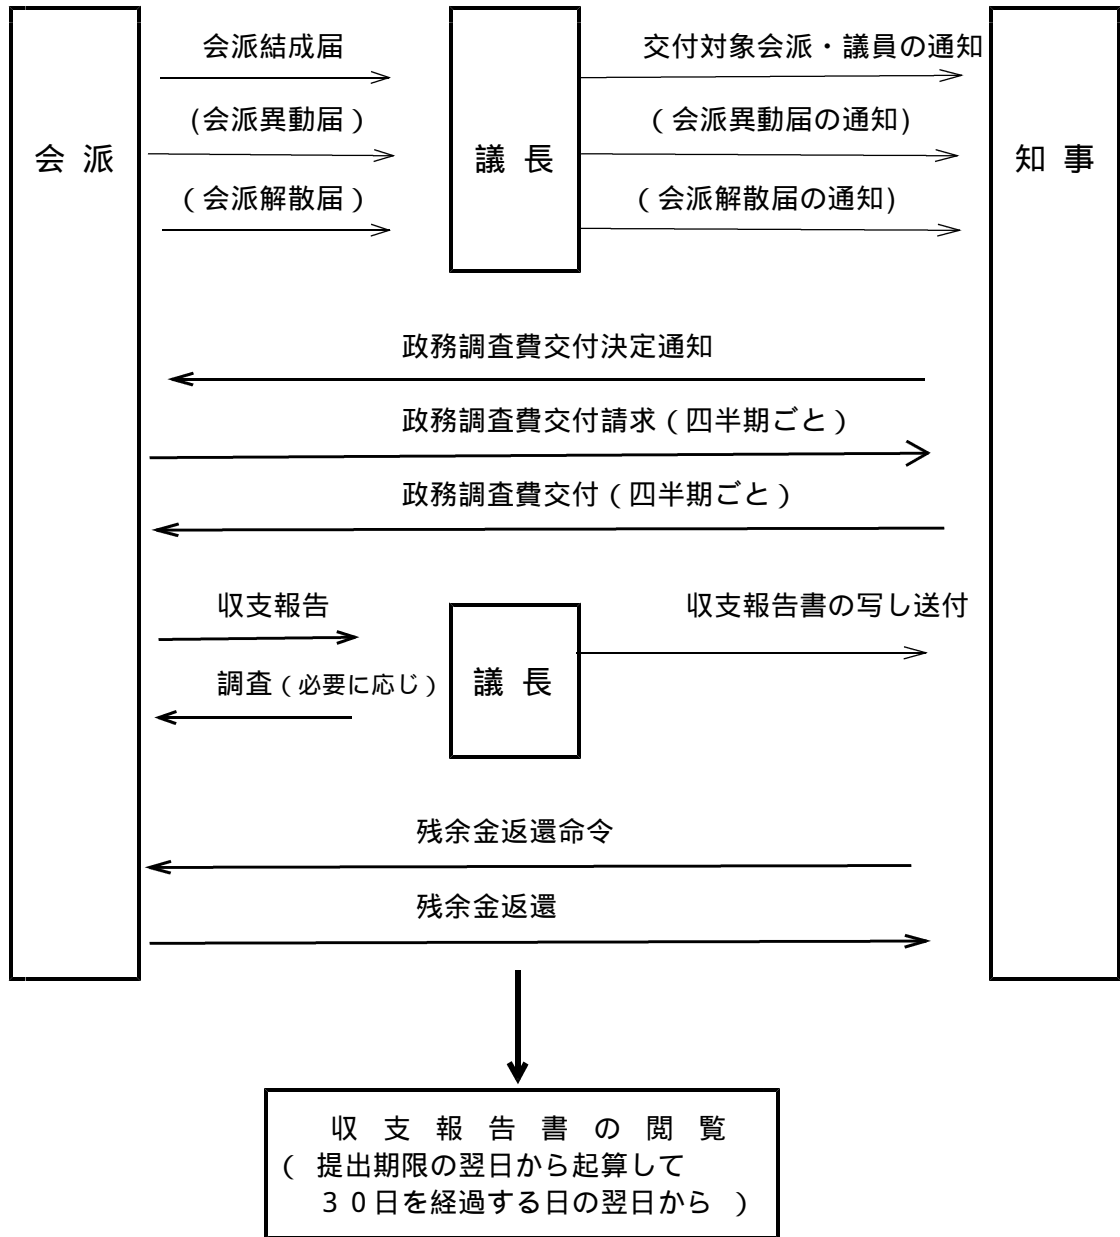 会派結成届
交付対象会派・議員の通知
(会派異動届）
（会派異動届の通知)
会 派
議 長
知 事
（会派解散届）
（会派解散届の通知)
政務調査費交付決定通知
政務調査費交付請求（四半期ごと）
政務調査費交付（四半期ごと）
収支報告
収支報告書の写し送付
調査（必要に応じ）
議 長
残余金返還命令
残余金返還
収 支 報 告 書 の 閲 覧
（ 提出期限の翌日から起算して
３０日を経過する日の翌日から ）